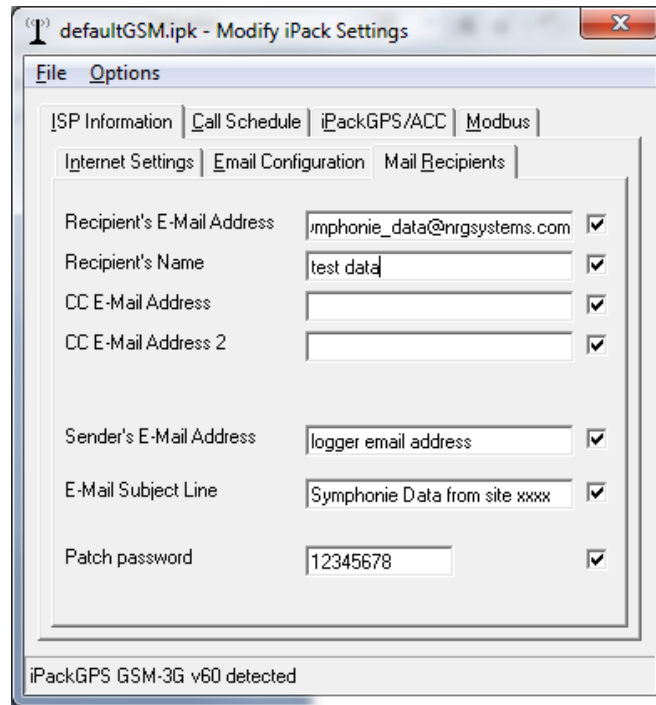 defaultGSM.ipk - Modify iPack Settings
File Options
ISP Information Call Schedule iPackGPS/ACC Modbus
Internet Settings Email Configuration Mail Recipients
Recipient's E-Mail Address ymphonie_data@nrgsystems.com
Recipient's Name test data
CC E-Mail Address
CC E-Mail Address 2
Sender's E-Mail Address logger email address
E-Mail Subject Line Symphonie Data from site xxxx
Patch password 12345678
iPackGPS GSM-3G v60 detected